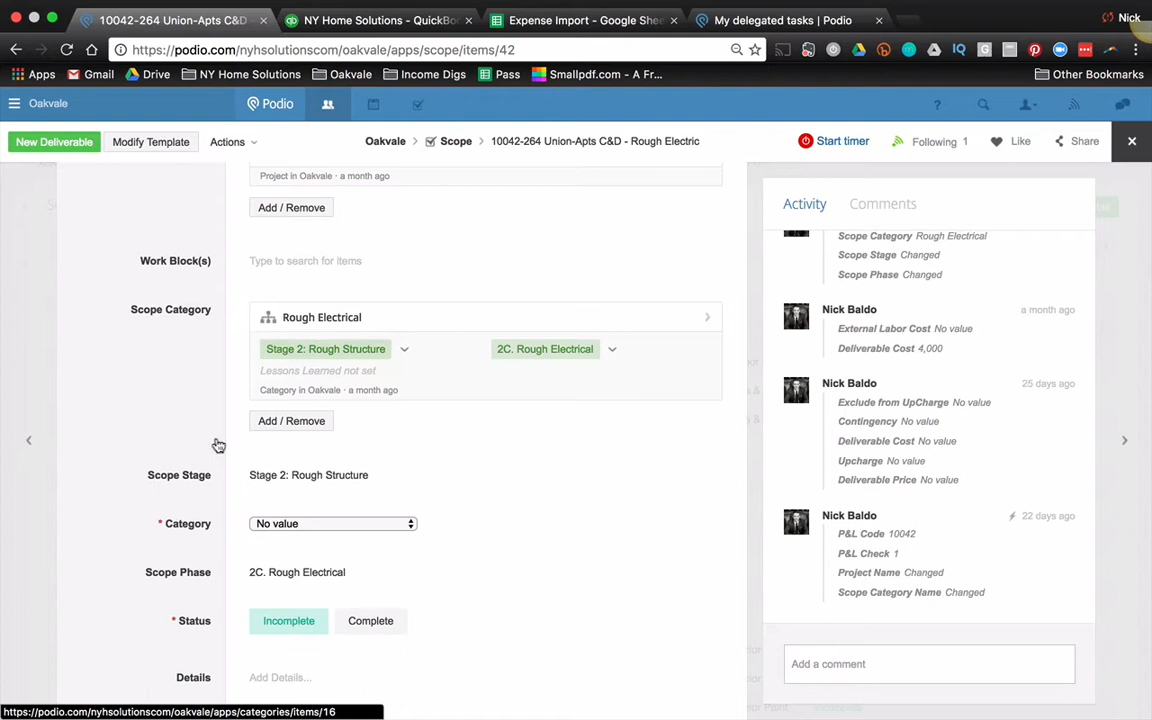 10042-264 Union-Apts C&D - 
NY Home Solutions - QuickBoo
Expense Import - Google Shee
My delegated tasks | Podio
Nick
https://podio.com/nyhsolutionscom/oakvale/apps/scope/items/42
Apps
Gmail
Drive
NY Home Solutions
Oakvale
Income Digs
Pass
Smallpdf.com - A Fr...
Other Bookmarks
Oakvale
Podio
New Deliverable
Modify Template
Actions
Oakvale > Scope > 10042-264 Union-Apts C&D - Rough Electric
Start timer
Following 1
Like
Share
Project in Oakvale · a month ago
Add / Remove
Work Block(s)
Type to search for items
Scope Category
Rough Electrical
Stage 2: Rough Structure
2C. Rough Electrical
Lessons Learned not set
Category in Oakvale · a month ago
Add / Remove
Scope Stage
Stage 2: Rough Structure
* Category
No value
Scope Phase
2C. Rough Electrical
* Status
Incomplete
Complete
Details
Add Details...
Activity
Comments
Scope Category Rough Electrical
Scope Stage Changed
Scope Phase Changed
Nick Baldo
a month ago
External Labor Cost No value
Deliverable Cost 4,000
Nick Baldo
25 days ago
Exclude from UpCharge No value
Contingency No value
Deliverable Cost No value
Upcharge No value
Deliverable Price No value
Nick Baldo
22 days ago
P&L Code 10042
P&L Check 1
Project Name Changed
Scope Category Name Changed
Add a comment
https://podio.com/nyhsolutionscom/oakvale/apps/categories/items/16